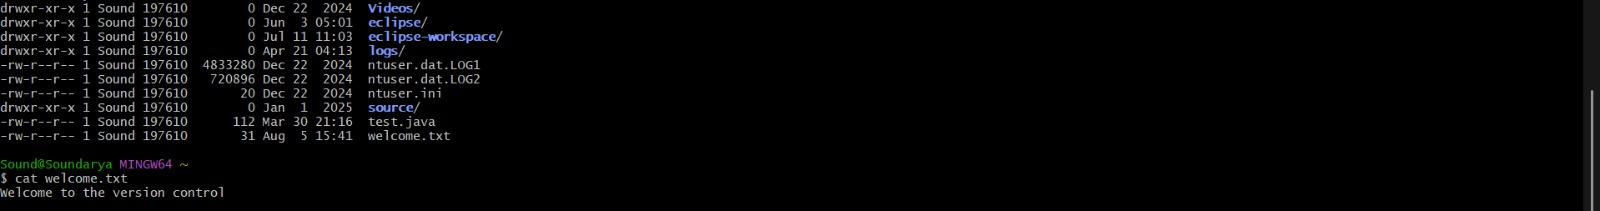 drwxr-xr-x 1 Sound 197610       0 Dec 22  2024 Videos/
drwxr-xr-x 1 Sound 197610       0 Jun  3 05:01 eclipse/
drwxr-xr-x 1 Sound 197610       0 Jul 11 11:03 eclipse-workspace/
drwxr-xr-x 1 Sound 197610       0 Apr 21 04:13 logs/
-rw-r--r-- 1 Sound 197610 4833280 Dec 22  2024 ntuser.dat.LOG1
-rw-r--r-- 1 Sound 197610  720896 Dec 22  2024 ntuser.dat.LOG2
-rw-r--r-- 1 Sound 197610      20 Dec 22  2024 ntuser.ini
drwxr-xr-x 1 Sound 197610       0 Jan  1  2025 source/
-rw-r--r-- 1 Sound 197610     112 Mar 30 21:16 test.java
-rw-r--r-- 1 Sound 197610      31 Aug  5 15:41 welcome.txt
Sound@Soundarya MINGW64 ~
$ cat welcome.txt
Welcome to the version control